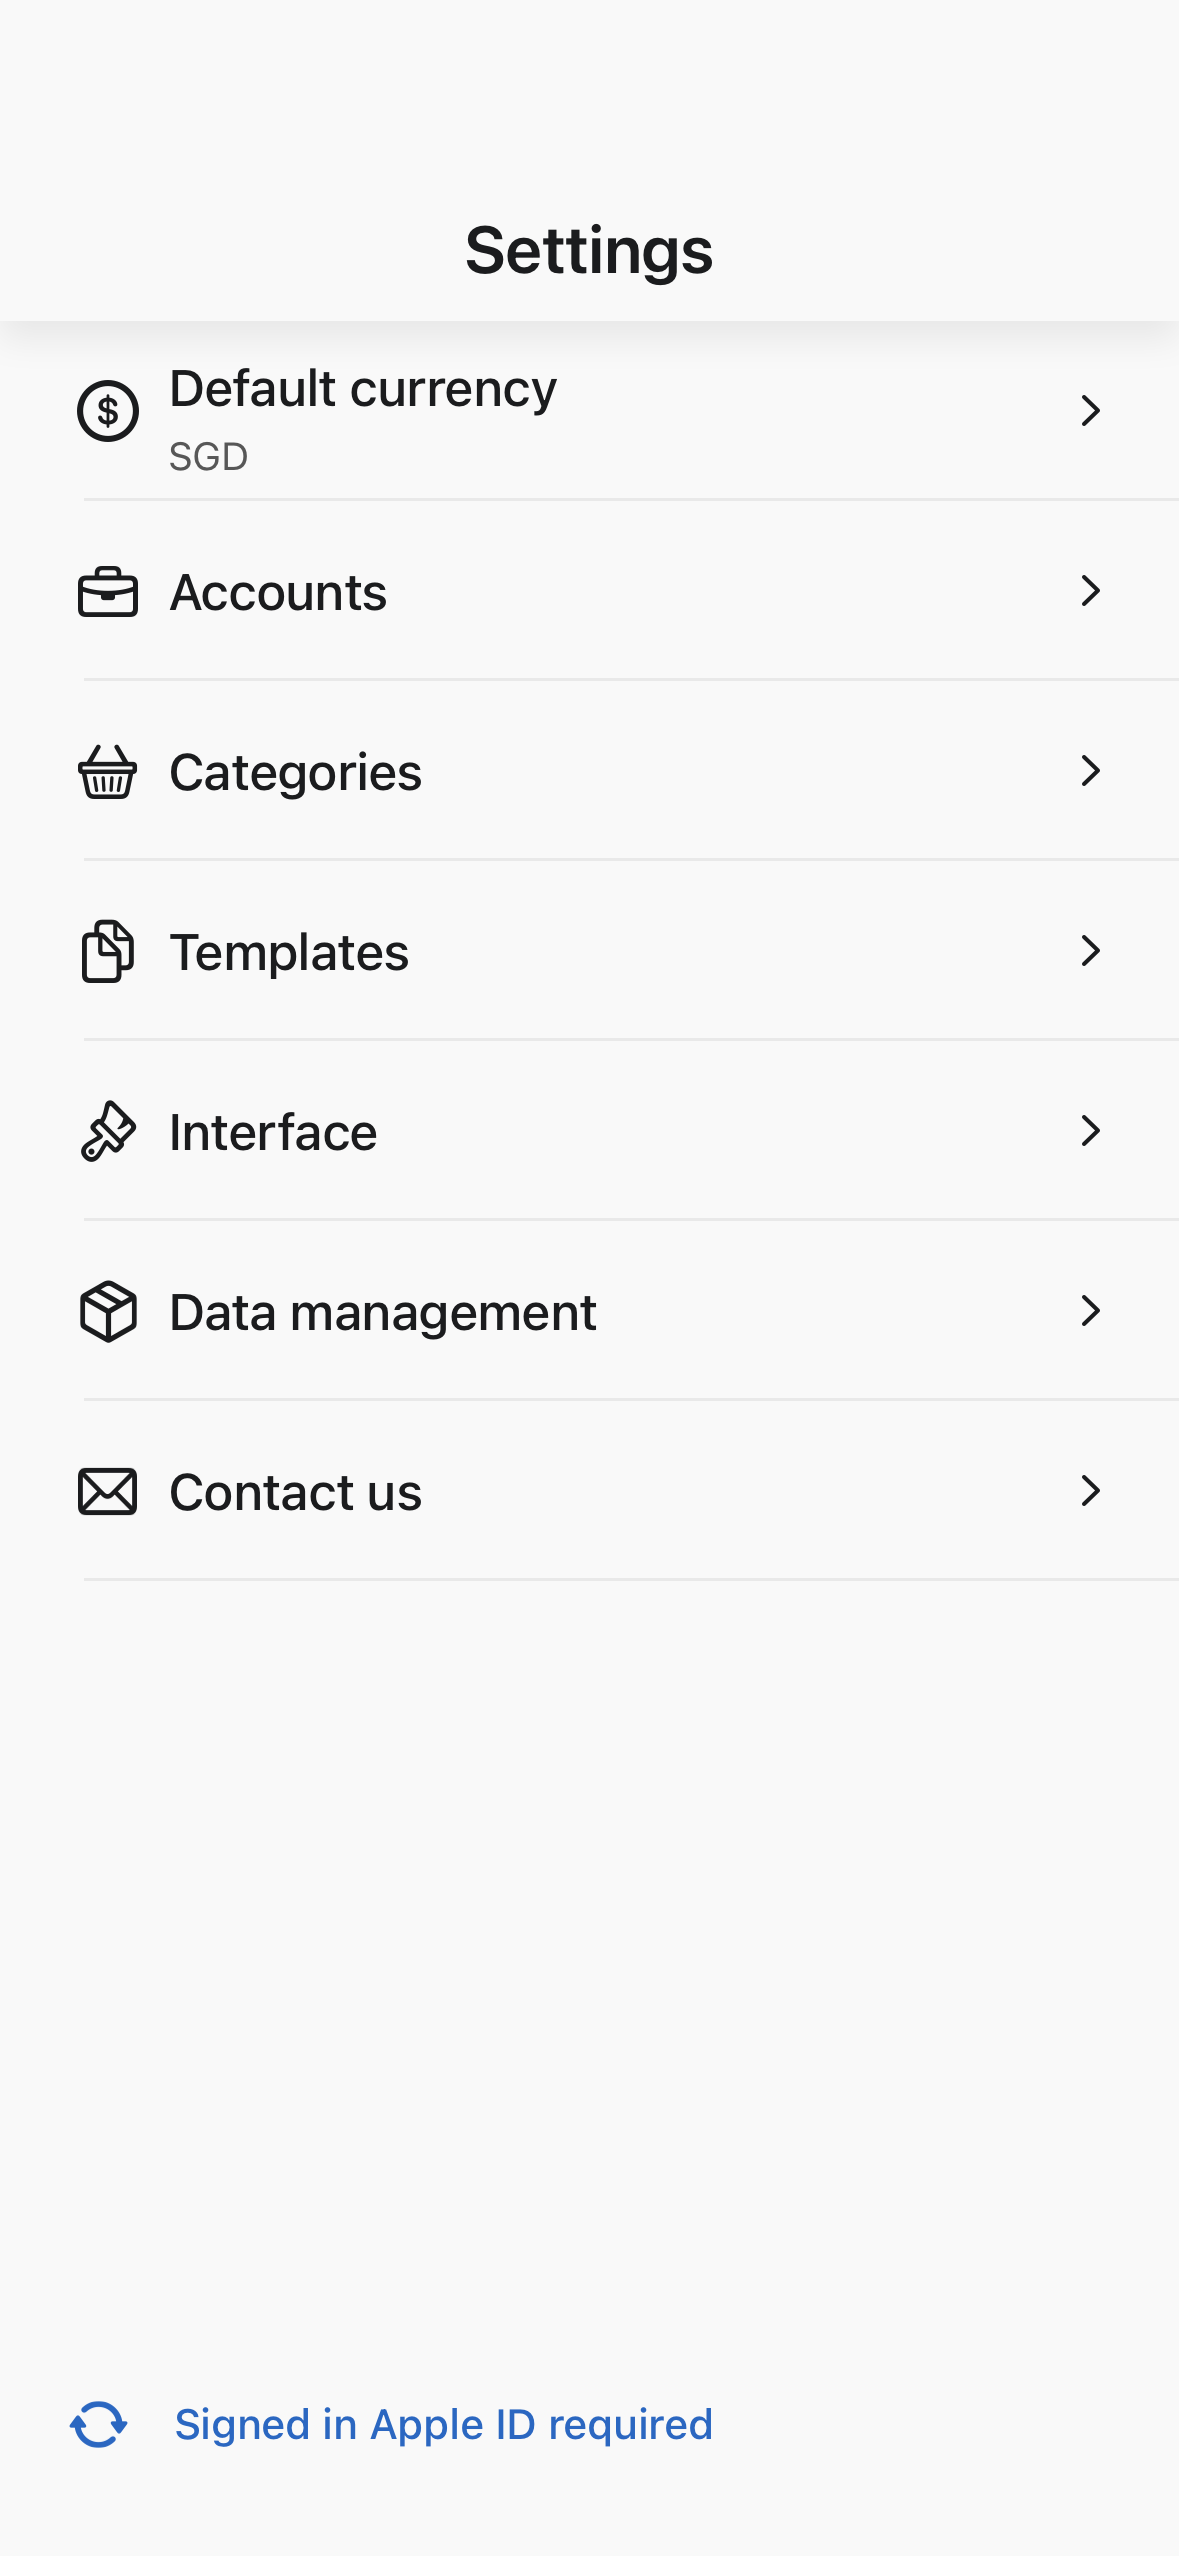 Settings
Default currency
SGD
Accounts
Categories
Templates
Interface
Data management
Contact us
Signed in Apple ID required